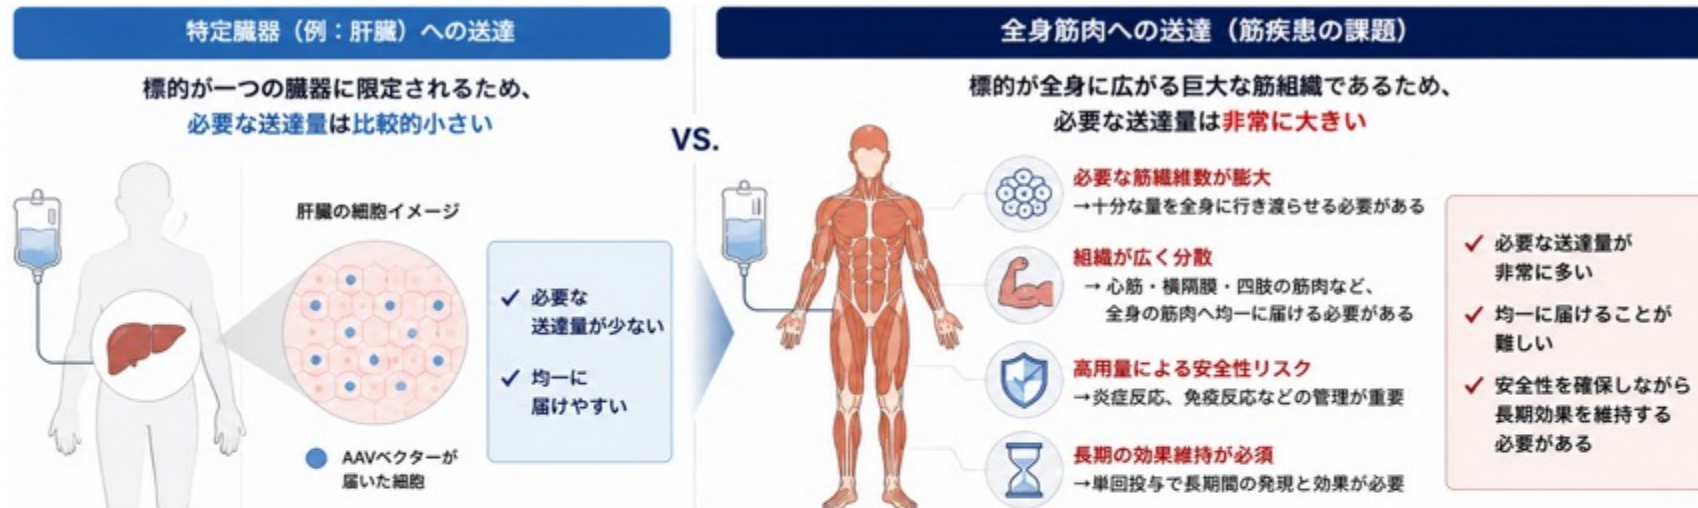 特定臓器（例：肝臓）への送達
標的が一つの臓器に限定されるため、
必要な送達量は比較的小さい
肝臓の細胞イメージ
✓ 必要な
送達量が少ない
✓ 均一に
届けやすい
AAVベクターが
届いた細胞
VS.
全身筋肉への送達（筋疾患の課題）
標的が全身に広がる巨大な筋組織であるため、
必要な送達量は非常に大きい
必要な筋繊維数が膨大
→十分な量を全身に行き渡らせる必要がある
組織が広く分散
→ 心筋・横隔膜・四肢の筋肉など、
全身の筋肉へ均一に届ける必要がある
高用量による安全性リスク
→炎症反応、免疫反応などの管理が重要
長期の効果維持が必須
→単回投与で長期間の発現と効果が必要
✓ 必要な送達量が
非常に多い
✓ 均一に届けることが
難しい
✓ 安全性を確保しながら
長期効果を維持する
必要がある